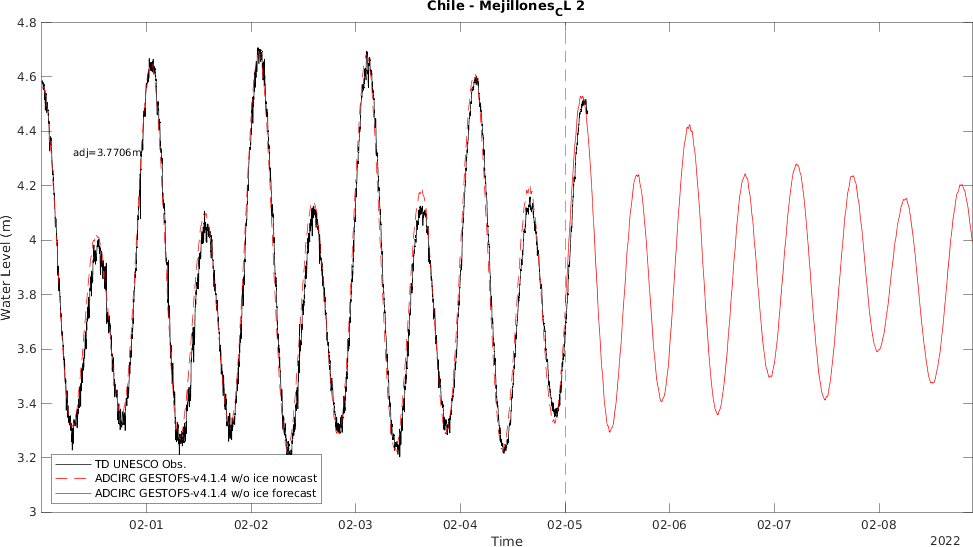 Chile - MejillonesCL 2
4.8
4.6
4.4
4.2
4
3.8
3.6
3.4
3.2
3
Water Level (m)
adj=3.7706m
TD UNESCO Obs.
ADCIRC GESTOFS-v4.1.4 w/o ice nowcast
ADCIRC GESTOFS-v4.1.4 w/o ice forecast
02-01 02-02 02-03 02-04 02-05 02-06 02-07 02-08
Time
2022